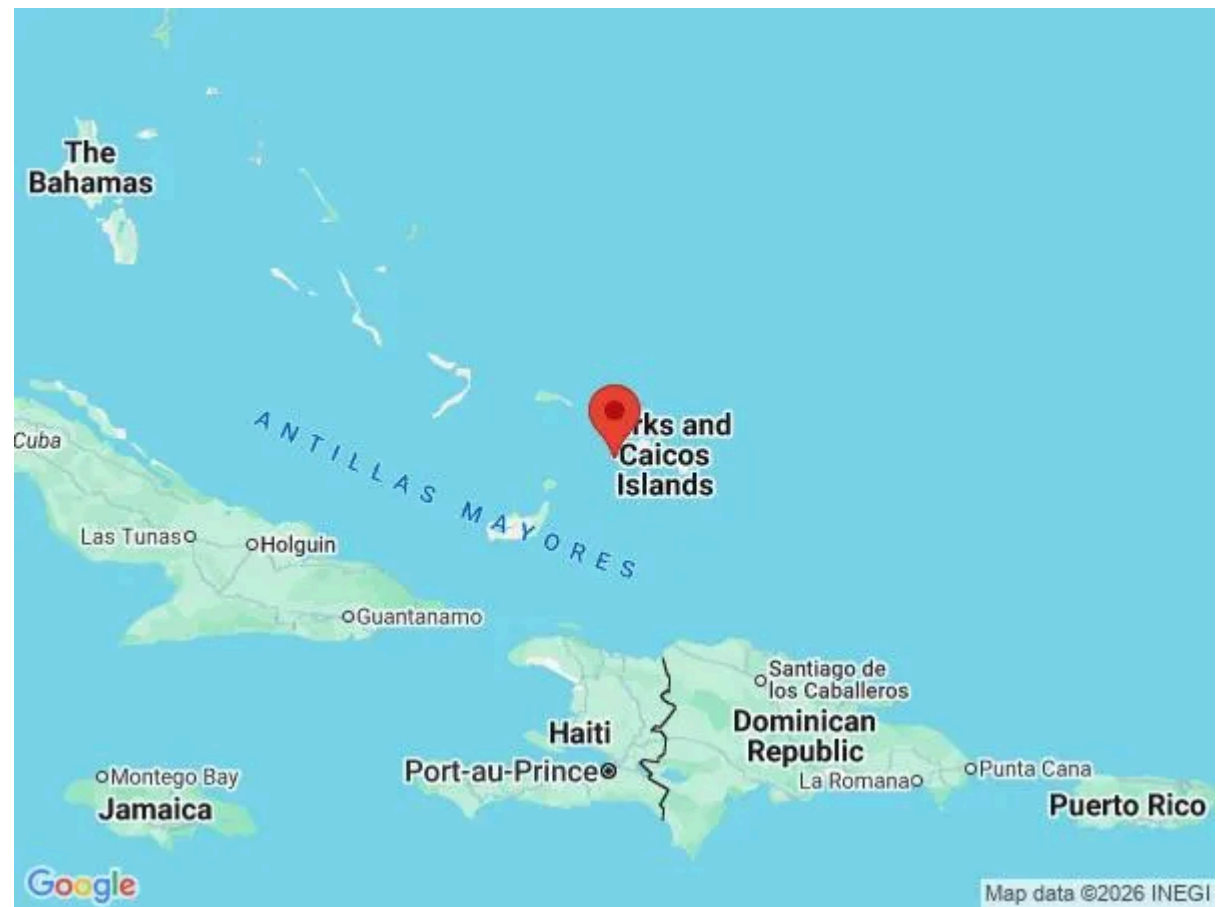 The
Bahamas
rks and
Caicos
Islands
Cuba
ANTILLAS MAYORES
Las Tunas
Holguin
Guantanamo
Santiago de
los Caballeros
Haiti
Dominican
Republic
Port-au-Prince
Punta Cana
La Romana
Montego Bay
Jamaica
Puerto Rico
Google
Map data ©2026 INEGI